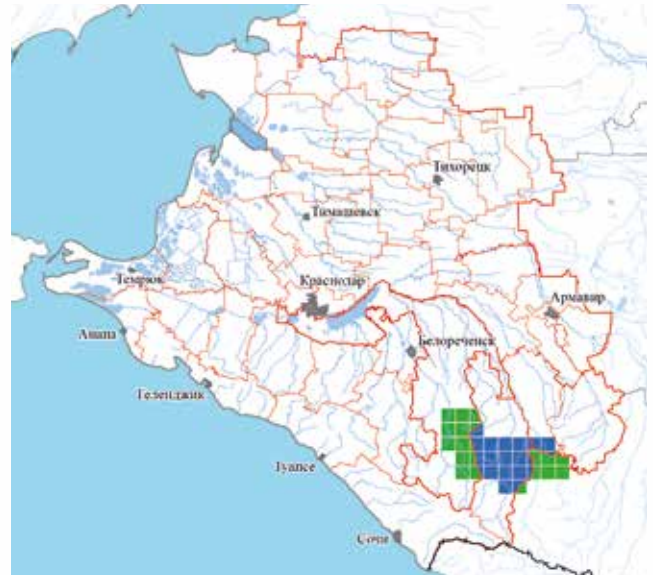 Тихорецк
Тимашевск
Темрюк
Краснодар
Армавир
Анапа
Белореченск
Геленджик
Туапсе
Сочи